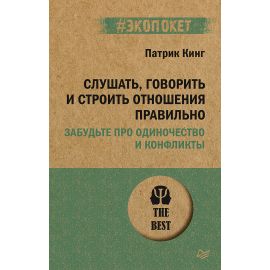 #ЭКОПОКЕТ
Патрик Кинг
СЛУШАТЬ, ГОВОРИТЬ
И СТРОИТЬ ОТНОШЕНИЯ
ПРАВИЛЬНО
ЗАБУДЬТЕ ПРО ОДИНОЧЕСТВО
И КОНФЛИКТЫ
THE
BEST